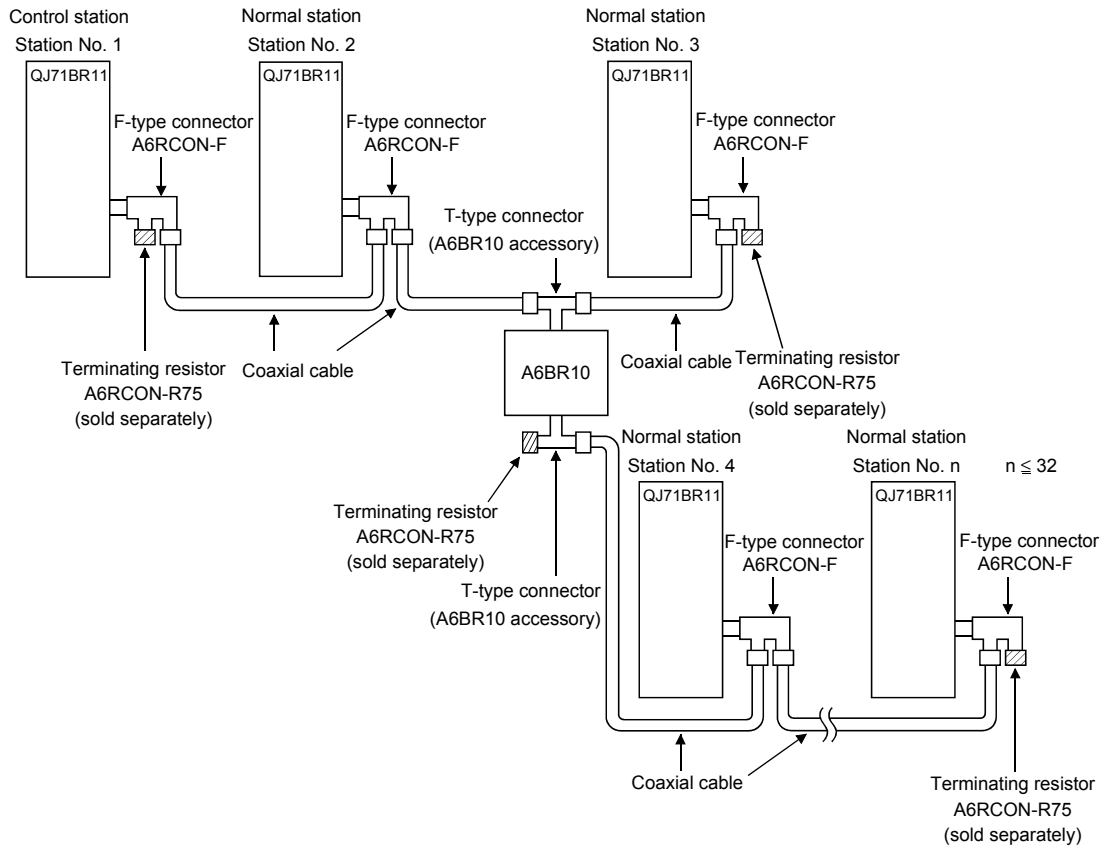 Control station
Station No. 1
QJ71BR11
F-type connector
A6RCON-F
Normal station
Station No. 2
QJ71BR11
F-type connector
A6RCON-F
Normal station
Station No. 3
QJ71BR11
F-type connector
A6RCON-F
T-type connector
(A6BR10 accessory)
Terminating resistor
A6RCON-R75
(sold separately)
Coaxial cable
A6BR10
Coaxial cable
Terminating resistor
A6RCON-R75
(sold separately)
Terminating resistor
A6RCON-R75
(sold separately)
T-type connector
(A6BR10 accessory)
Normal station
Station No. 4
QJ71BR11
F-type connector
A6RCON-F
Normal station
Station No. n
n ≦ 32
QJ71BR11
F-type connector
A6RCON-F
Coaxial cable
Terminating resistor
A6RCON-R75
(sold separately)